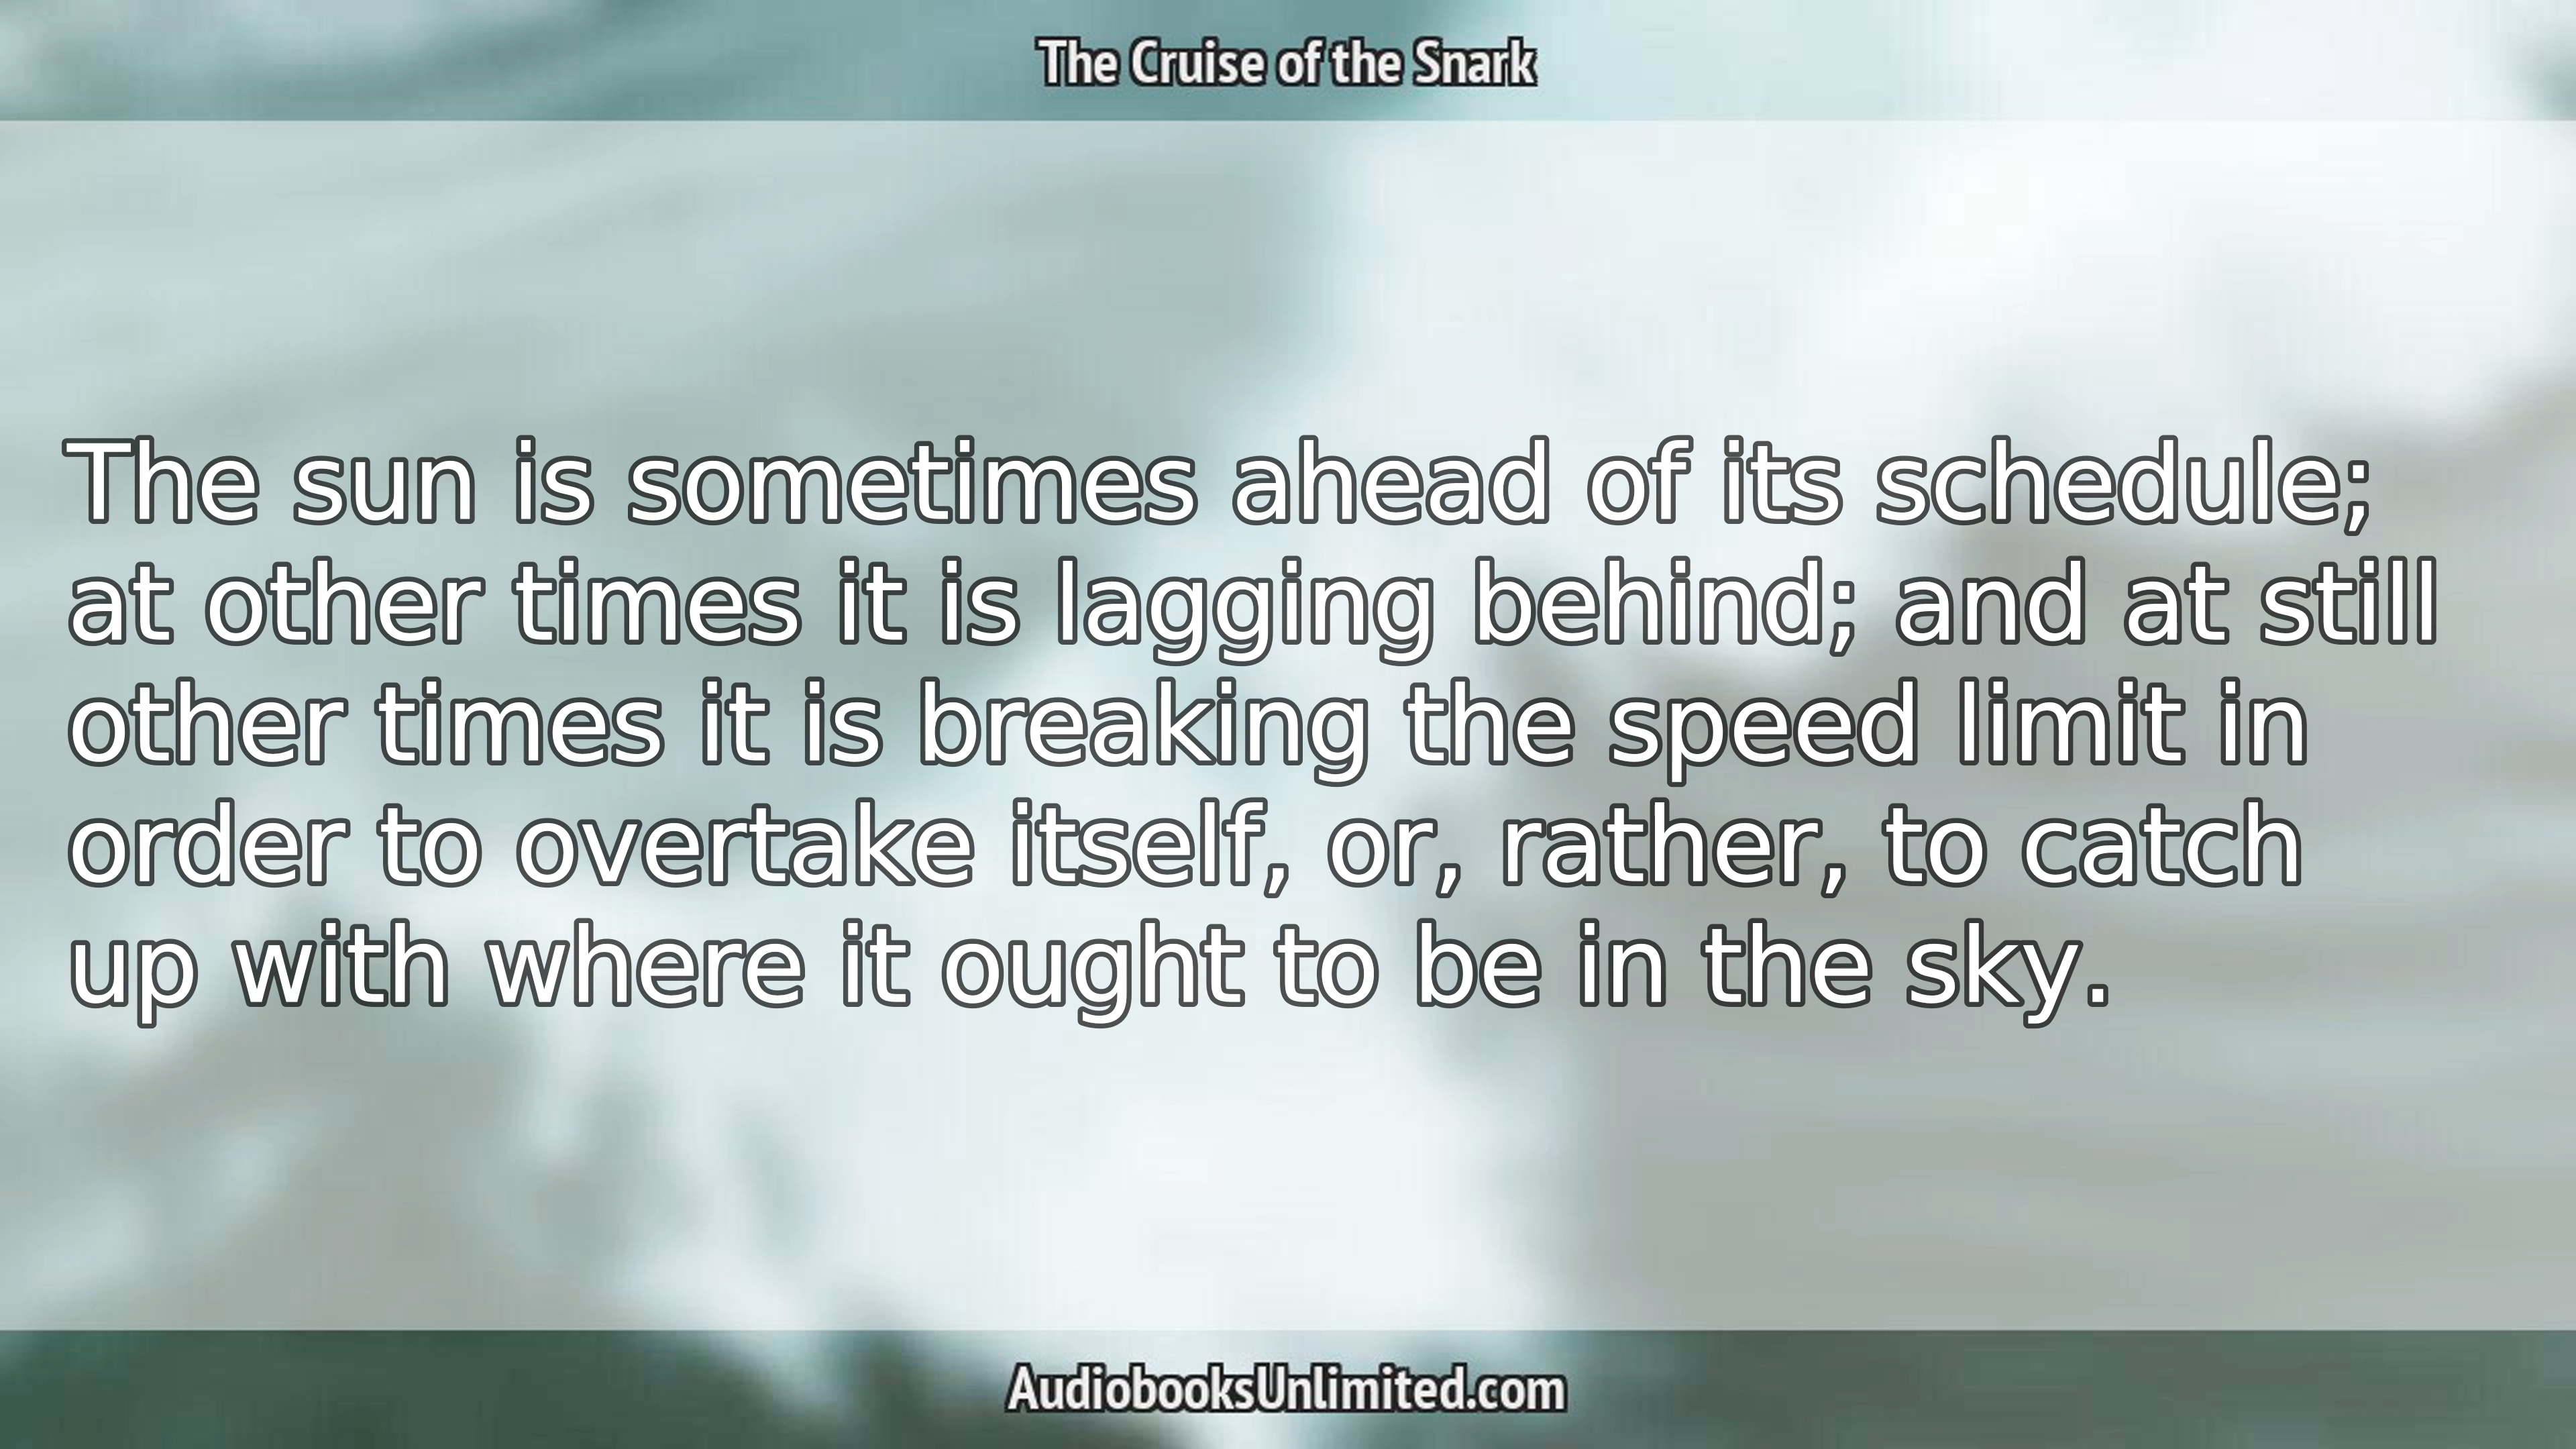 The Cruise of the Snark
The sun is sometimes ahead of its schedule;
at other times it is lagging behind; and at still
other times it is breaking the speed limit in
order to overtake itself, or, rather, to catch
up with where it ought to be in the sky.
AudiobooksUnlimited.com